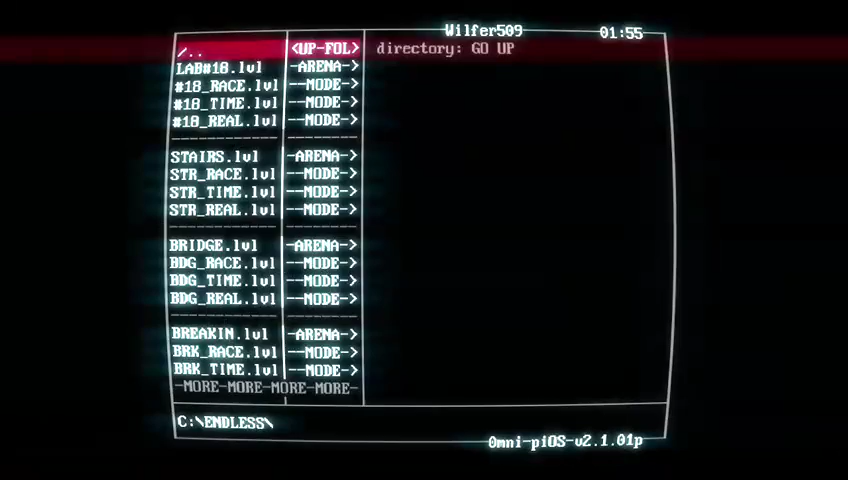 Wilfer509 01:55
/.. <UP-FOL> directory: GO UP
LAB#18.lvl -ARENA->
#18_RACE.lvl --MODE->
#18_TIME.lvl --MODE->
#18_REAL.lvl --MODE->
STAIRS.lvl -ARENA->
STR_RACE.lvl --MODE->
STR_TIME.lvl --MODE->
STR_REAL.lvl --MODE->
BRIDGE.lvl -ARENA->
BDG_RACE.lvl --MODE->
BDG_TIME.lvl --MODE->
BDG_REAL.lvl --MODE->
BREAKIN.lvl -ARENA->
BRK_RACE.lvl --MODE->
BRK_TIME.lvl --MODE->
-MORE-MORE-MORE-MORE-
C:\ENDLESS\
0mni-piOS-v2.1.01p